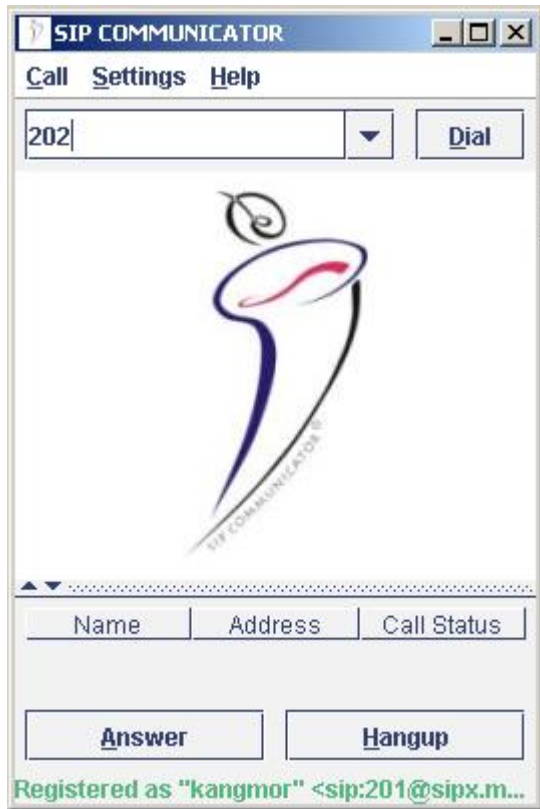 SIP COMMUNICATOR
Call Settings Help
202 Dial
SIP COMMUNICATOR ©
Name Address Call Status
Answer Hangup
Registered as "kangmor" <sip:201@sipx.m...